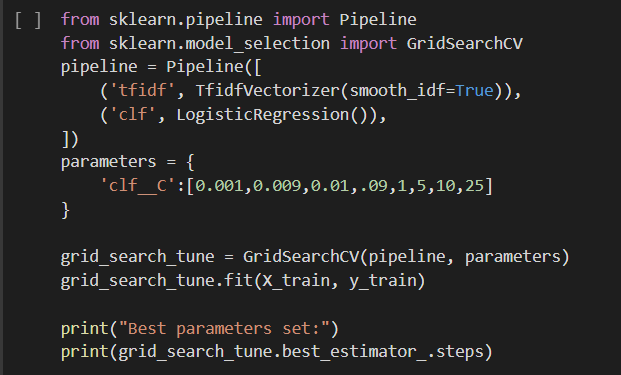 [ ] from sklearn.pipeline import Pipeline
from sklearn.model_selection import GridSearchCV
pipeline = Pipeline([
    ('tfidf', TfidfVectorizer(smooth_idf=True)),
    ('clf', LogisticRegression()),
])
parameters = {
    'clf__C':[0.001,0.009,0.01,.09,1,5,10,25]
}
grid_search_tune = GridSearchCV(pipeline, parameters)
grid_search_tune.fit(X_train, y_train)
print("Best parameters set:")
print(grid_search_tune.best_estimator_.steps)